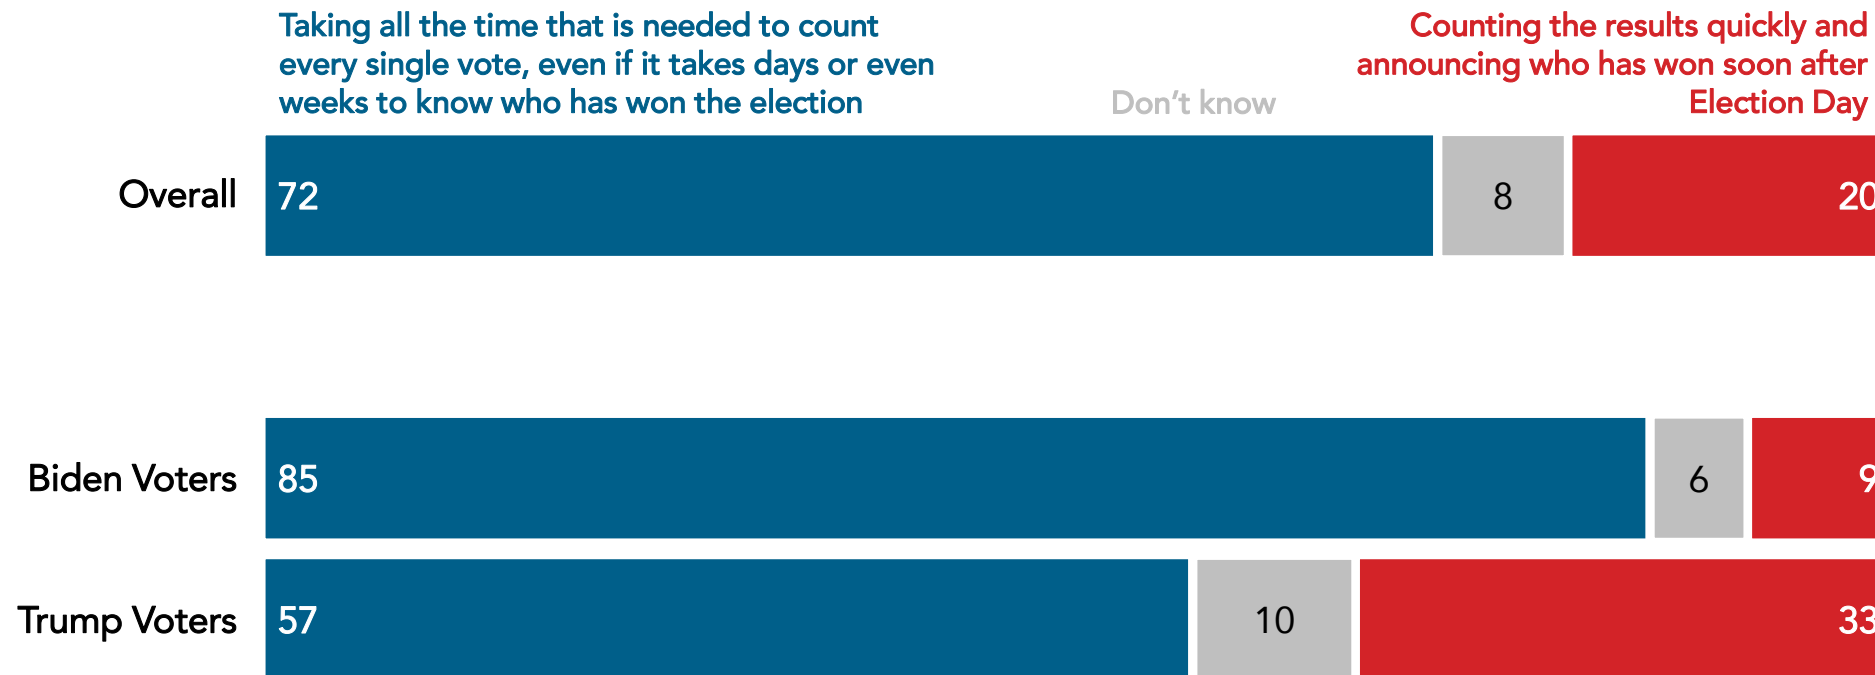 Taking all the time that is needed to count
every single vote, even if it takes days or even
weeks to know who has won the election
Don't know
Counting the results quickly and
announcing who has won soon after
Election Day
Overall
72
8
20
Biden Voters
85
6
9
Trump Voters
57
10
33